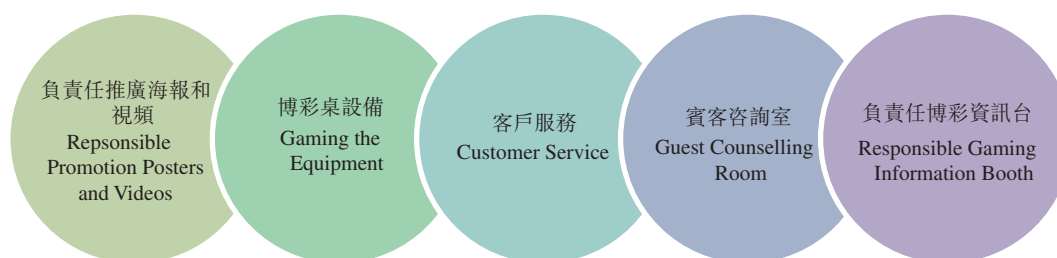 負責任推廣海報和
視頻
Repsonsible
Promotion Posters
and Videos
博彩桌設備
Gaming the
Equipment
客戶服務
Customer Service
賓客咨詢室
Guest Counselling
Room
負責任博彩資訊台
Responsible Gaming
Information Booth